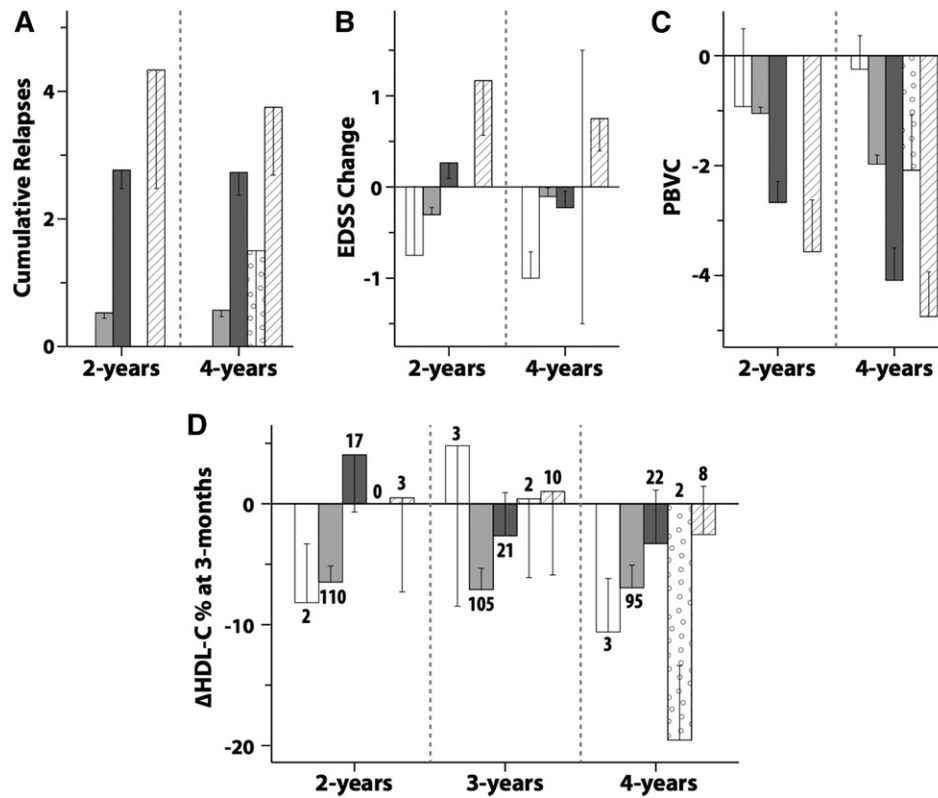 A
Cumulative Relapses
4
2
0
2-years 4-years
B
EDSS Change
1
0
-1
2-years 4-years
C
PBVC
0
-2
-4
2-years 4-years
D
ΔHDL-C % at 3-months
0
-10
-20
2 110 17 0 3
3 105 21 2 10
3 95 22 2 8
2-years 3-years 4-years